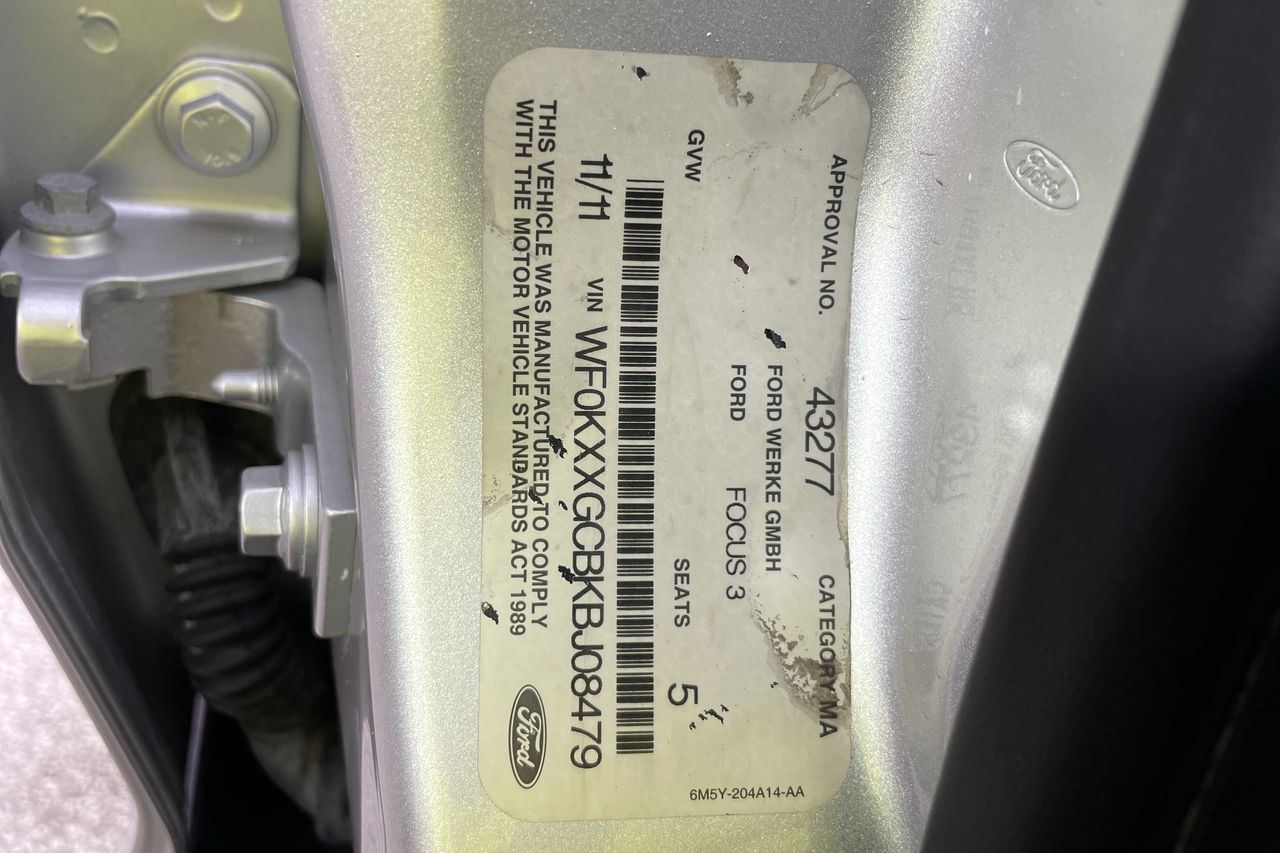 APPROVAL NO. 43277 CATEGORY MA
FORD WERKE GMBH
FORD FOCUS 3
GVW
SEATS 5
11/11 VIN WF0KXXGCBKBJ08479
THIS VEHICLE WAS MANUFACTURED TO COMPLY
WITH THE MOTOR VEHICLE STANDARDS ACT 1989
Ford
6M5Y-204A14-AA
Ford